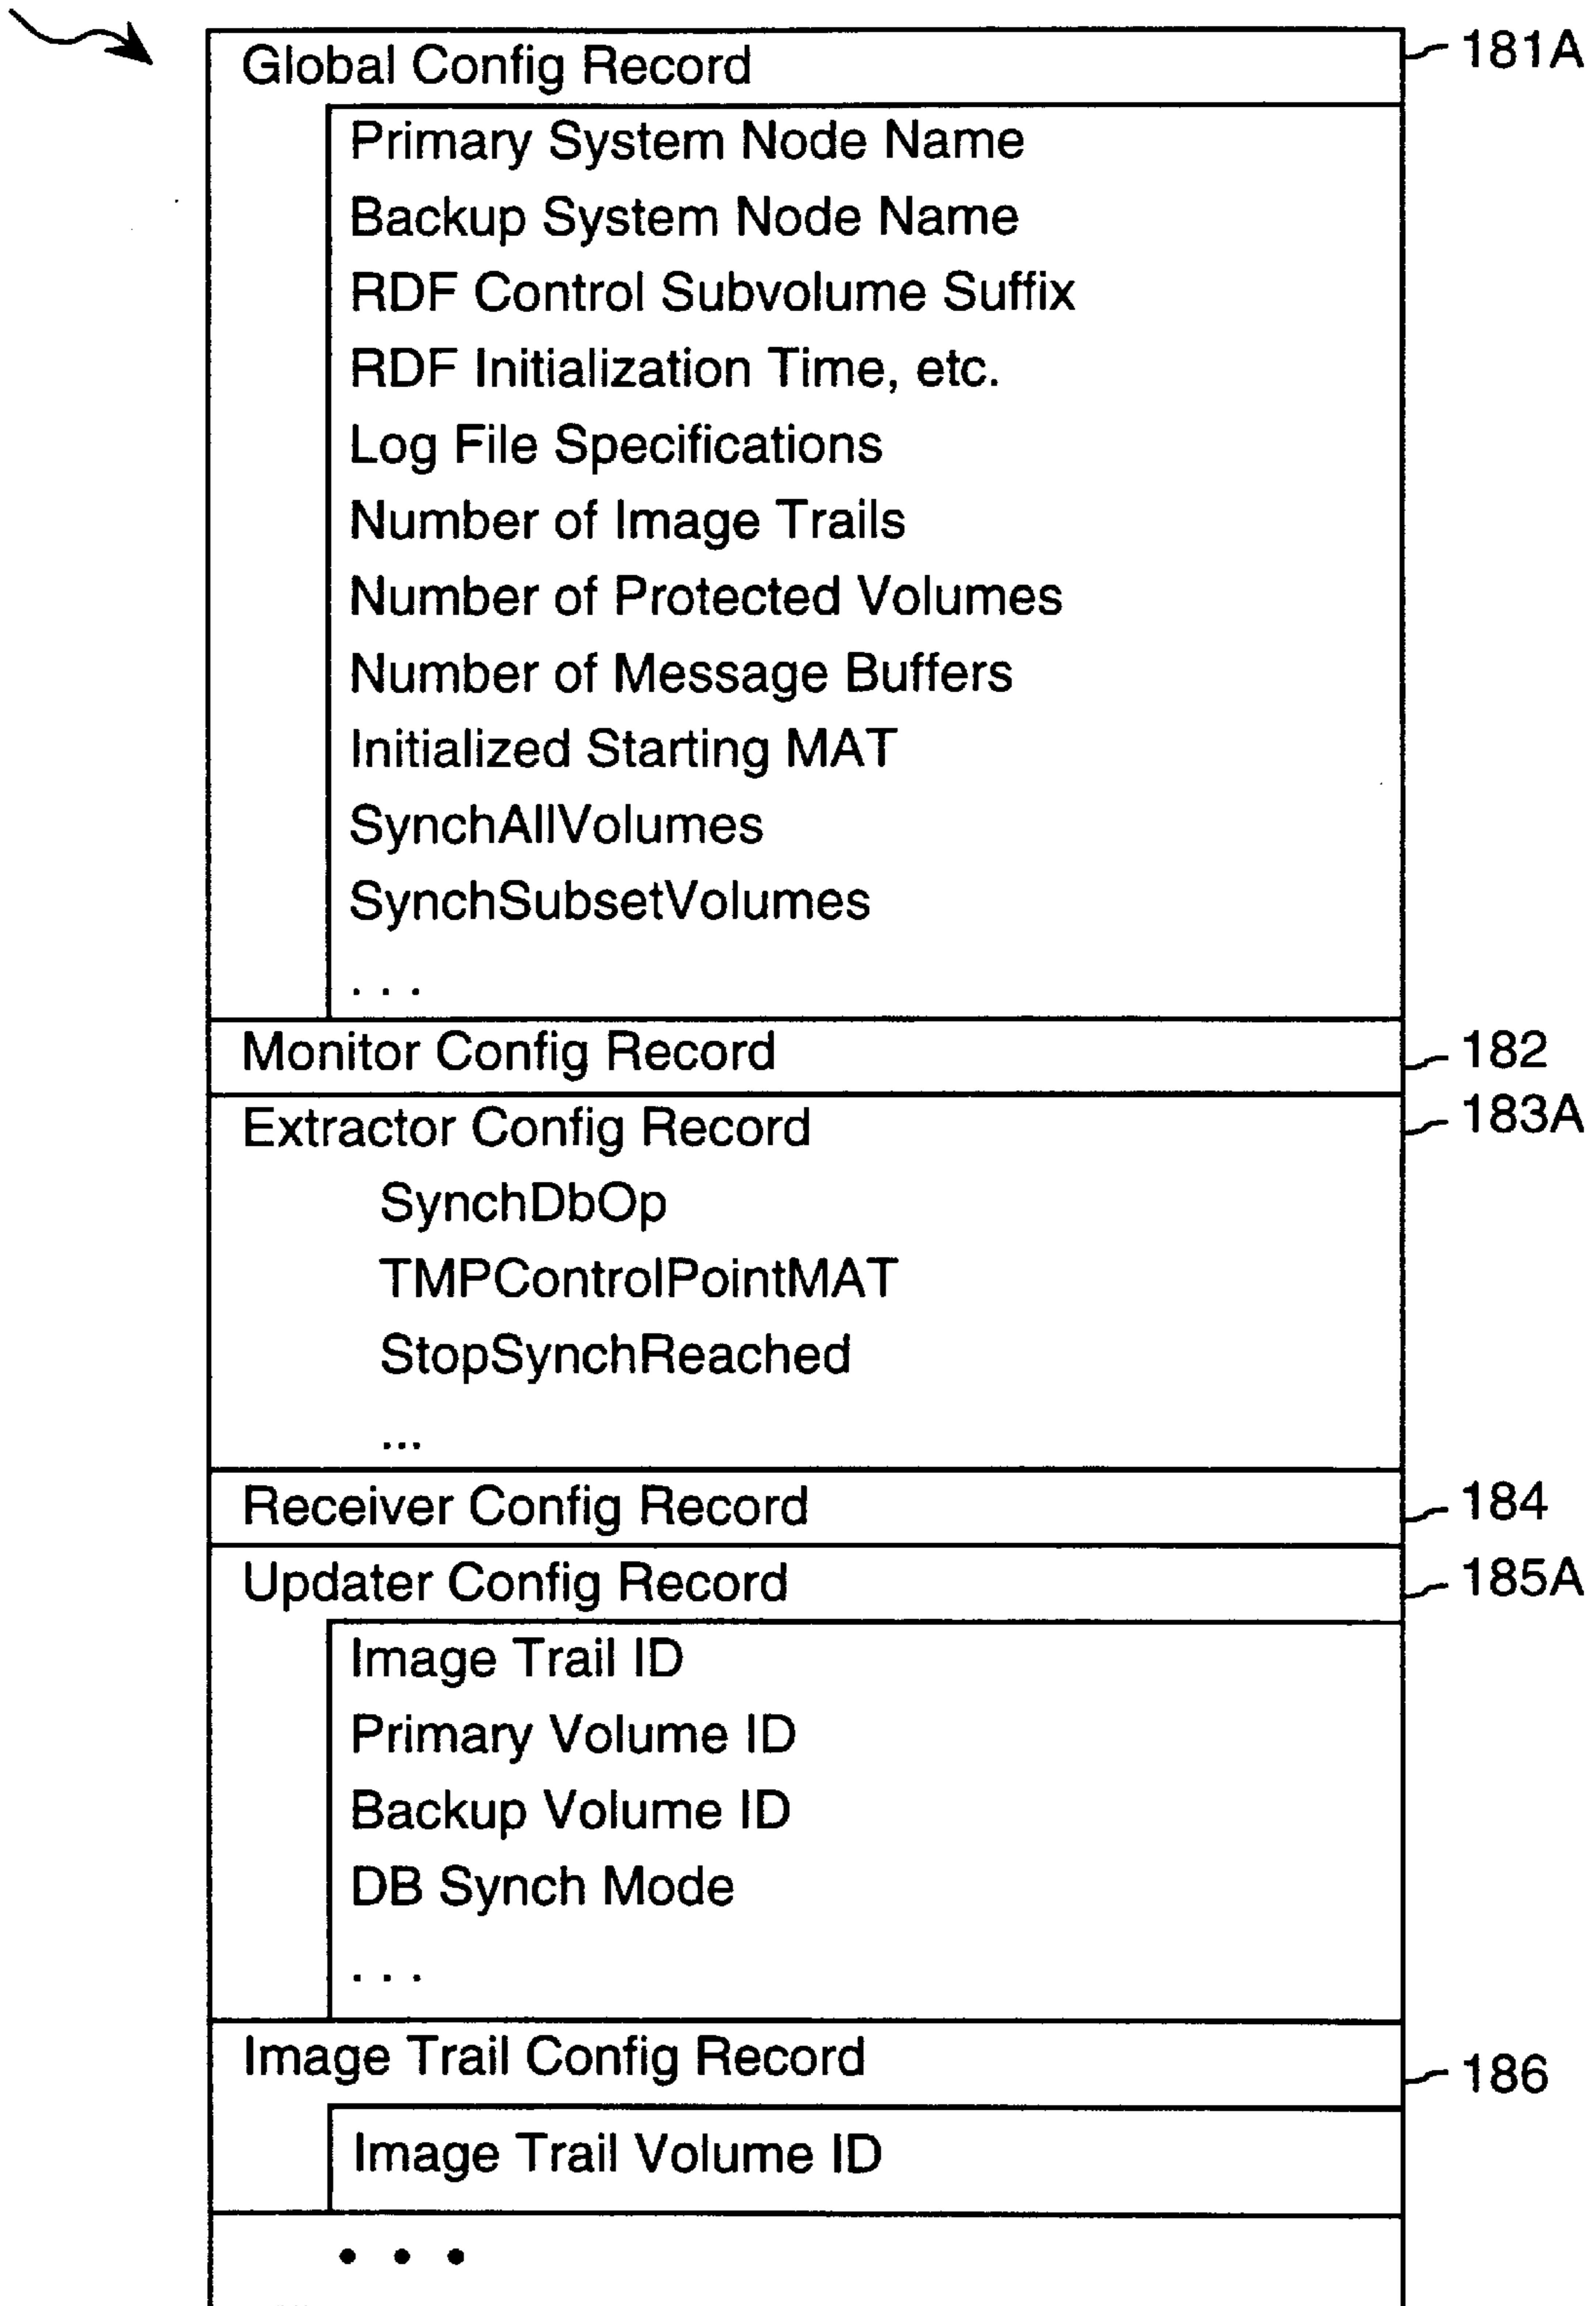 Global Config Record 181A
Primary System Node Name
Backup System Node Name
RDF Control Subvolume Suffix
RDF Initialization Time, etc.
Log File Specifications
Number of Image Trails
Number of Protected Volumes
Number of Message Buffers
Initialized Starting MAT
SynchAllVolumes
SynchSubsetVolumes
. . .
Monitor Config Record 182
Extractor Config Record 183A
SynchDbOp
TMPControlPointMAT
StopSynchReached
...
Receiver Config Record 184
Updater Config Record 185A
Image Trail ID
Primary Volume ID
Backup Volume ID
DB Synch Mode
. . .
Image Trail Config Record 186
Image Trail Volume ID
• • •